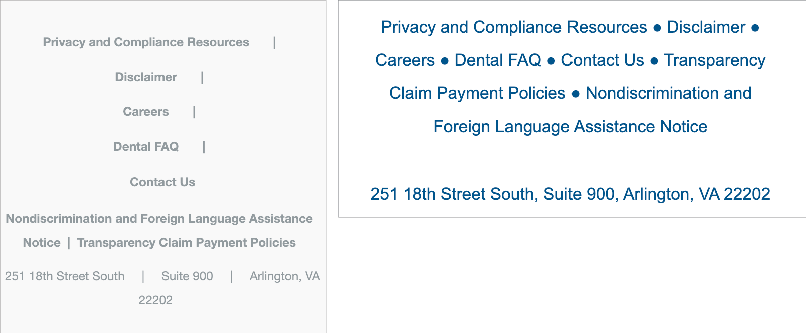 Privacy and Compliance Resources |
Disclaimer |
Careers |
Dental FAQ |
Contact Us
Nondiscrimination and Foreign Language Assistance
Notice | Transparency Claim Payment Policies
251 18th Street South | Suite 900 | Arlington, VA
22202
Privacy and Compliance Resources ● Disclaimer ●
Careers ● Dental FAQ ● Contact Us ● Transparency
Claim Payment Policies ● Nondiscrimination and
Foreign Language Assistance Notice
251 18th Street South, Suite 900, Arlington, VA 22202